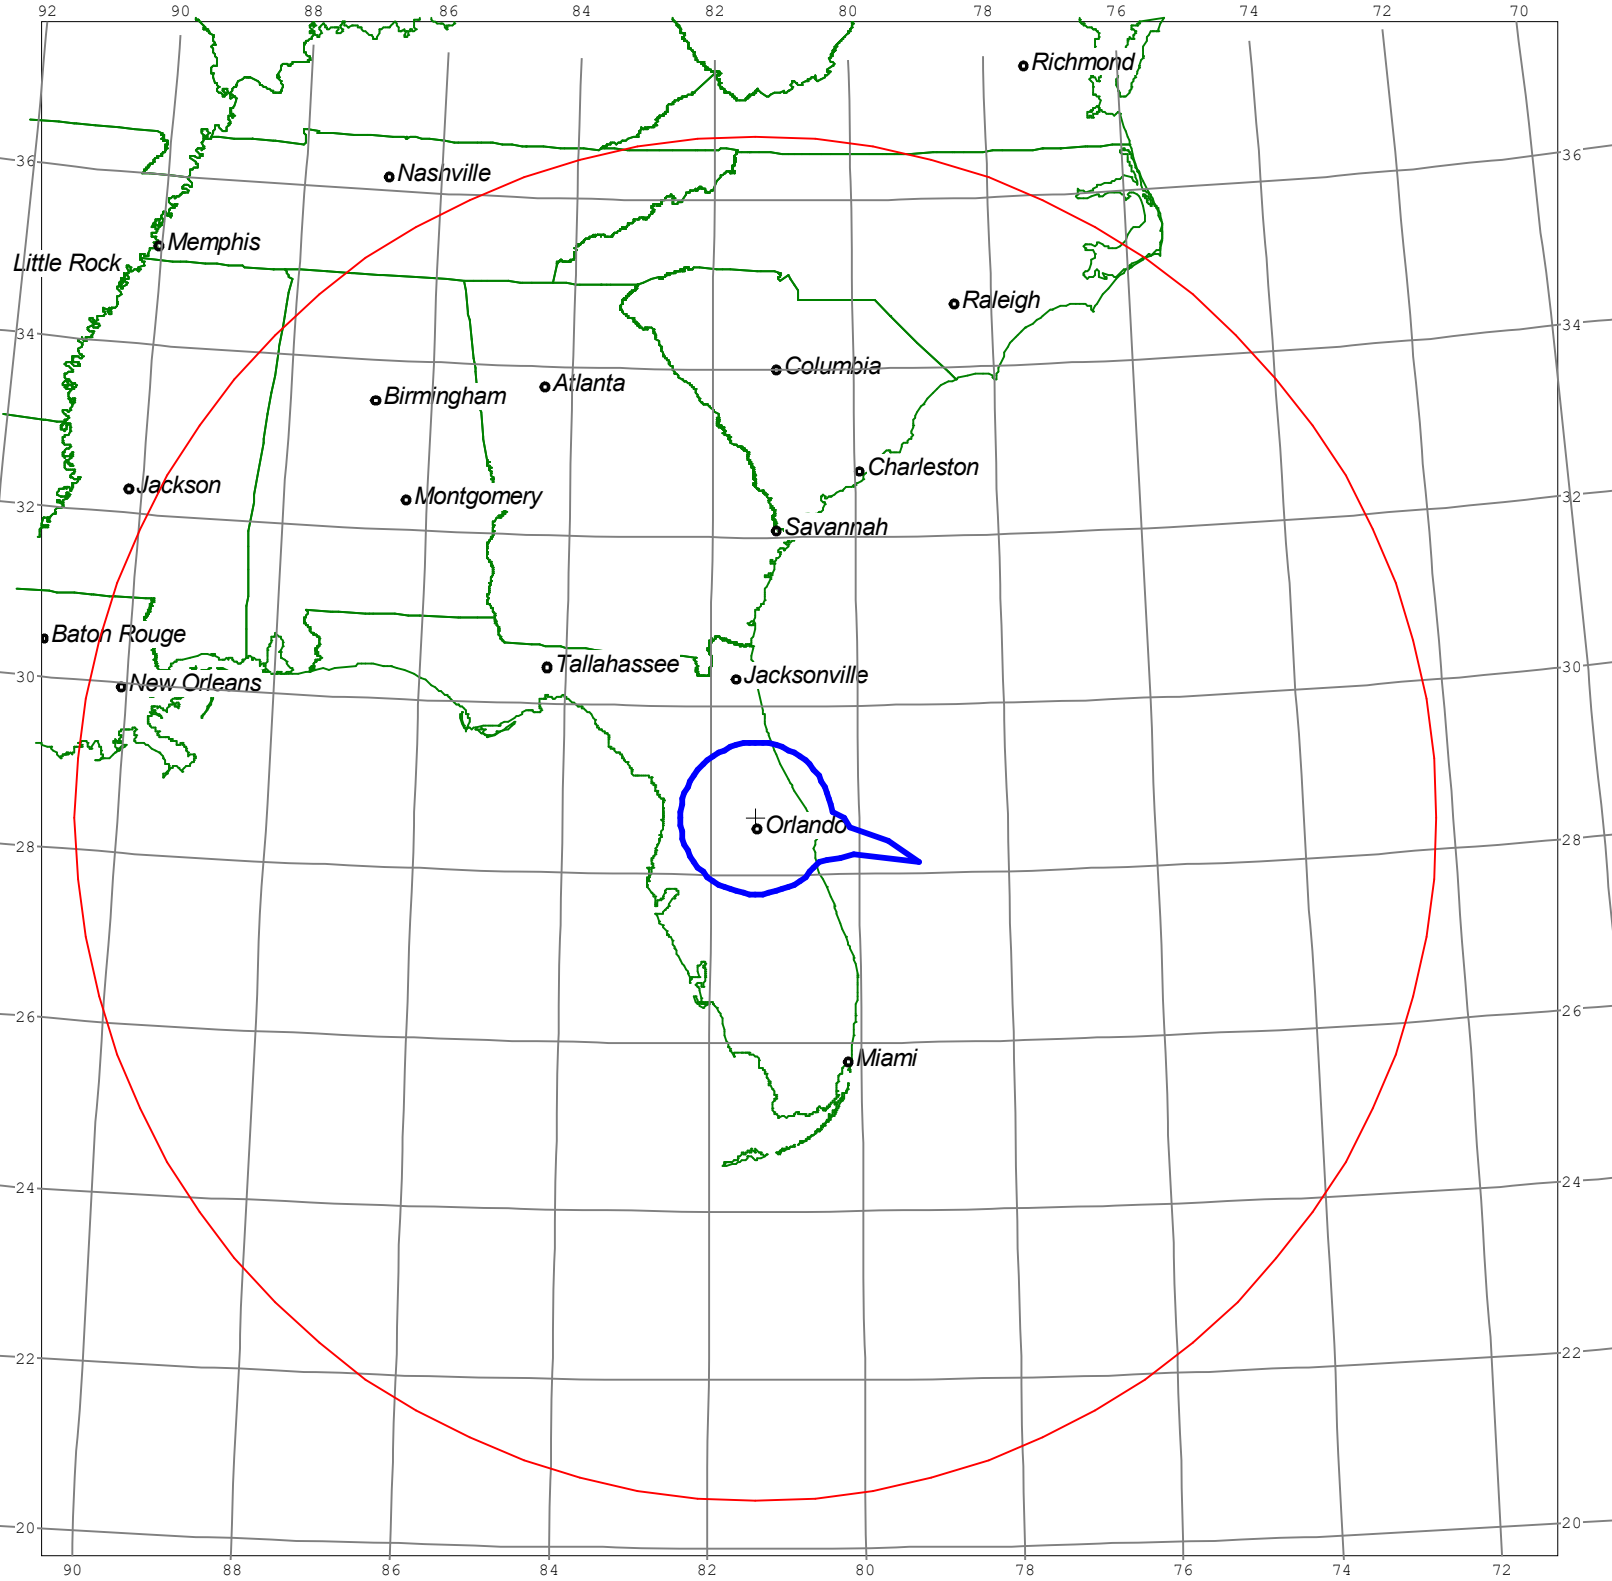 92 90 88 86 84 82 80 78 76 74 72 70
Richmond
36 36
Nashville
Memphis
Little Rock
Raleigh
34 34
Columbia
Atlanta
Birmingham
Charleston
Jackson
Montgomery
32 32
Savannah
Baton Rouge
Tallahassee
30 30
Jacksonville
New Orleans
Orlando
28 28
26 26
Miami
24 24
22 22
20 20
90 88 86 84 82 80 78 76 74 72